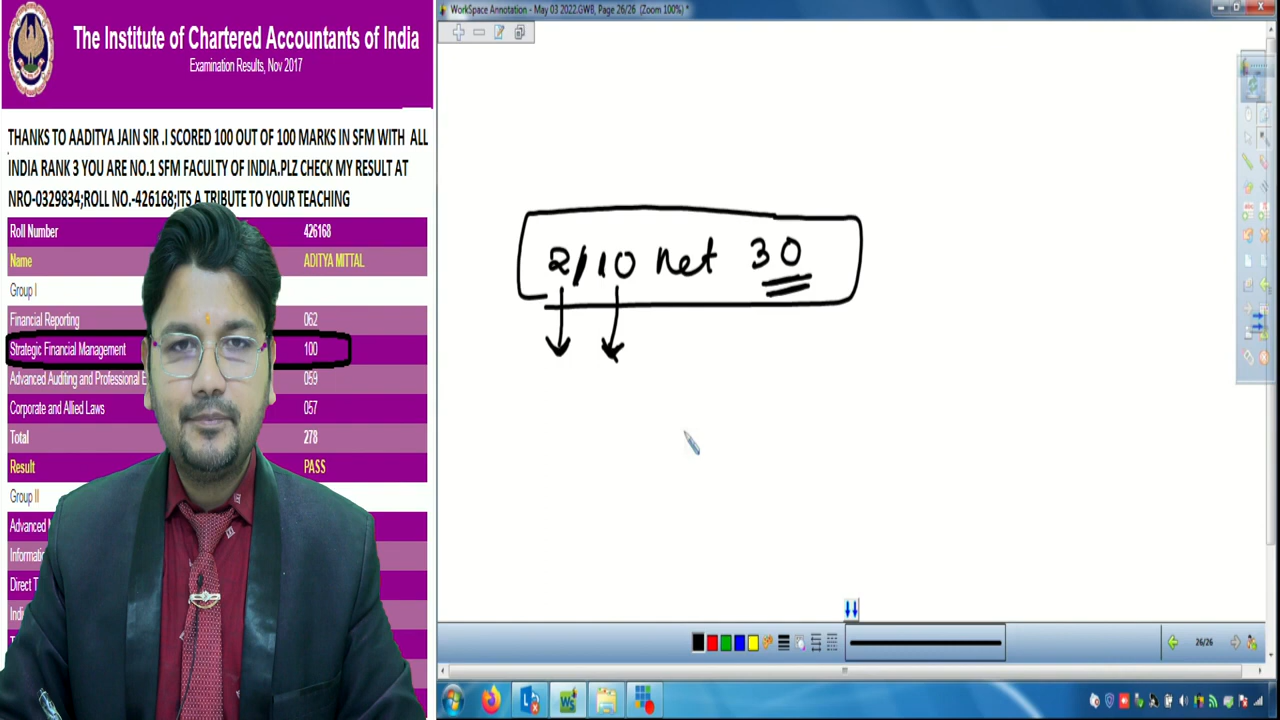 The Institute of Chartered Accountants of India
Examination Results, Nov 2017
THANKS TO AADITYA JAIN SIR .I SCORED 100 OUT OF 100 MARKS IN SFM WITH ALL
INDIA RANK 3 YOU ARE NO.1 SFM FACULTY OF INDIA.PLZ CHECK MY RESULT AT
NRO-0329834;ROLL NO.-426168;ITS A TRIBUTE TO YOUR TEACHING
Roll Number 426168
Name ADITYA MITTAL
Group I
Financial Reporting 062
Strategic Financial Management 100
Advanced Auditing and Professional E 059
Corporate and Allied Laws 057
Total 278
Result PASS
Group II
Advanced
Informati
Direct T
Indi
WorkSpace Annotation - May 03 2022.GWB, Page 26/26 (Zoom 100%) *
2/10 net 30
26/26